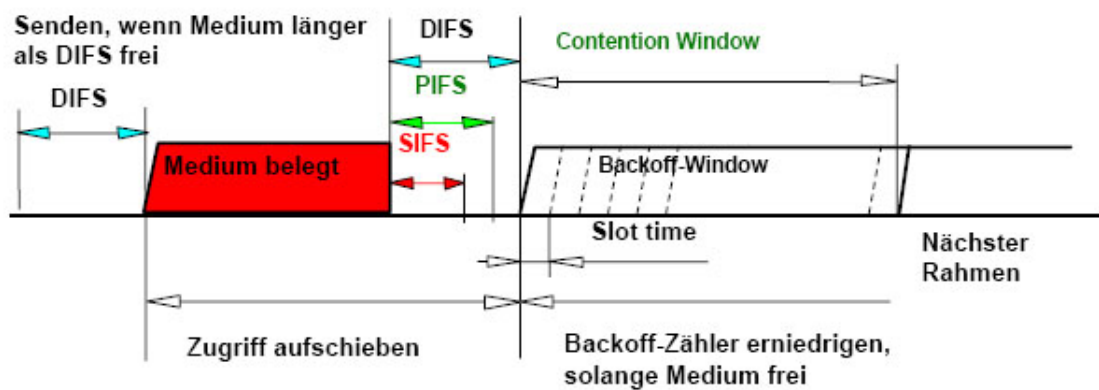 Senden, wenn Medium länger
als DIFS frei
DIFS
DIFS
Contention Window
PIFS
SIFS
Medium belegt
Backoff-Window
Slot time
Nächster
Rahmen
Zugriff aufschieben
Backoff-Zähler erniedrigen,
solange Medium frei